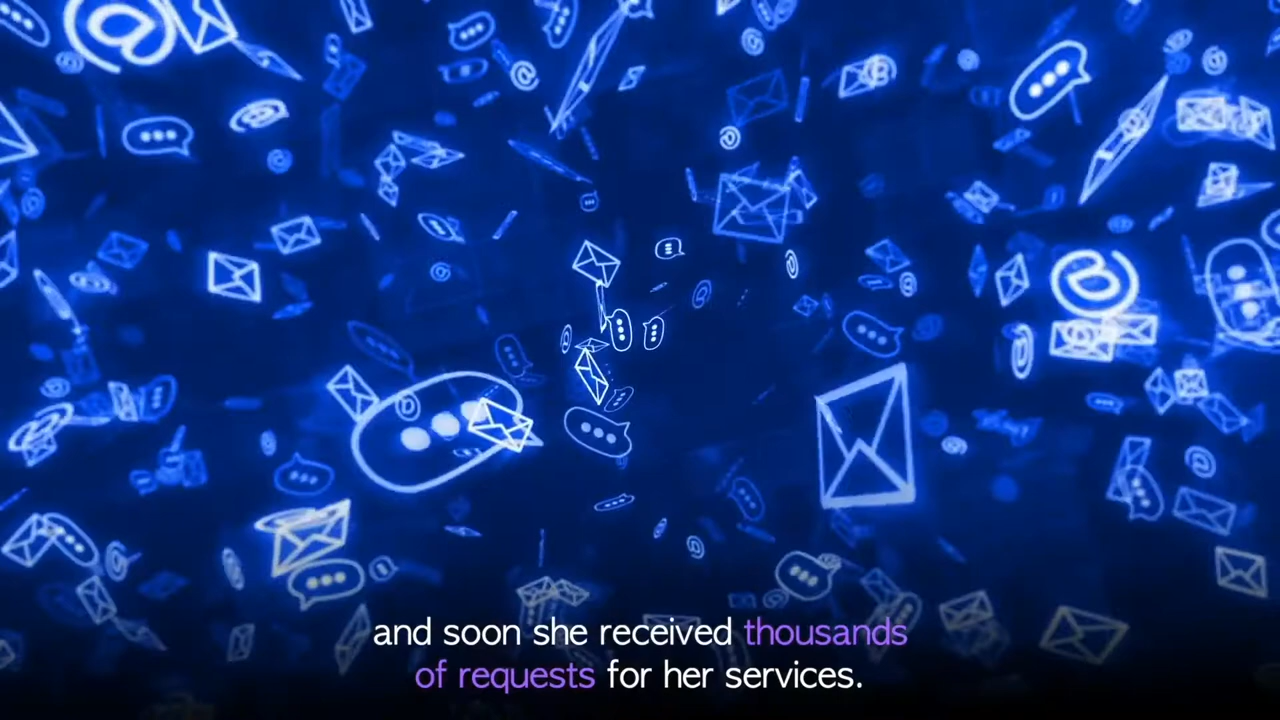 and soon she received thousands
of requests for her services.